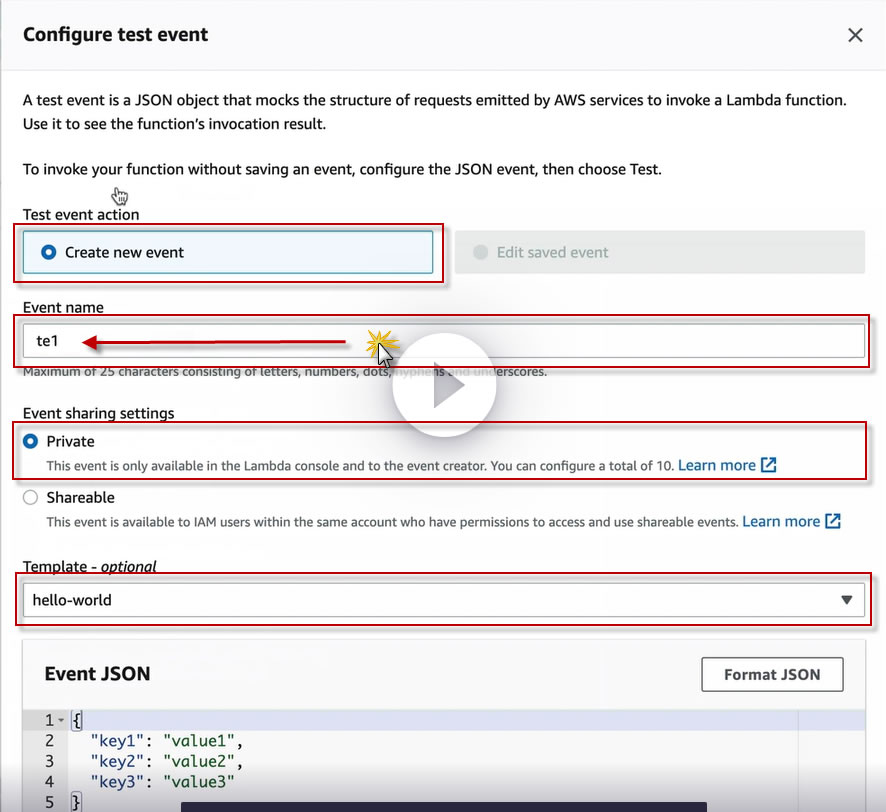 Configure test event
A test event is a JSON object that mocks the structure of requests emitted by AWS services to invoke a Lambda function.
Use it to see the function's invocation result.
To invoke your function without saving an event, configure the JSON event, then choose Test.
Test event action
Create new event
Edit saved event
Event name
te1
Maximum of 25 characters consisting of letters, numbers, dots, hyphens and underscores.
Event sharing settings
Private
This event is only available in the Lambda console and to the event creator. You can configure a total of 10. Learn more
Shareable
This event is available to IAM users within the same account who have permissions to access and use shareable events. Learn more
Template - optional
hello-world
Event JSON
Format JSON
1 {
2 "key1": "value1",
3 "key2": "value2",
4 "key3": "value3"
5 }